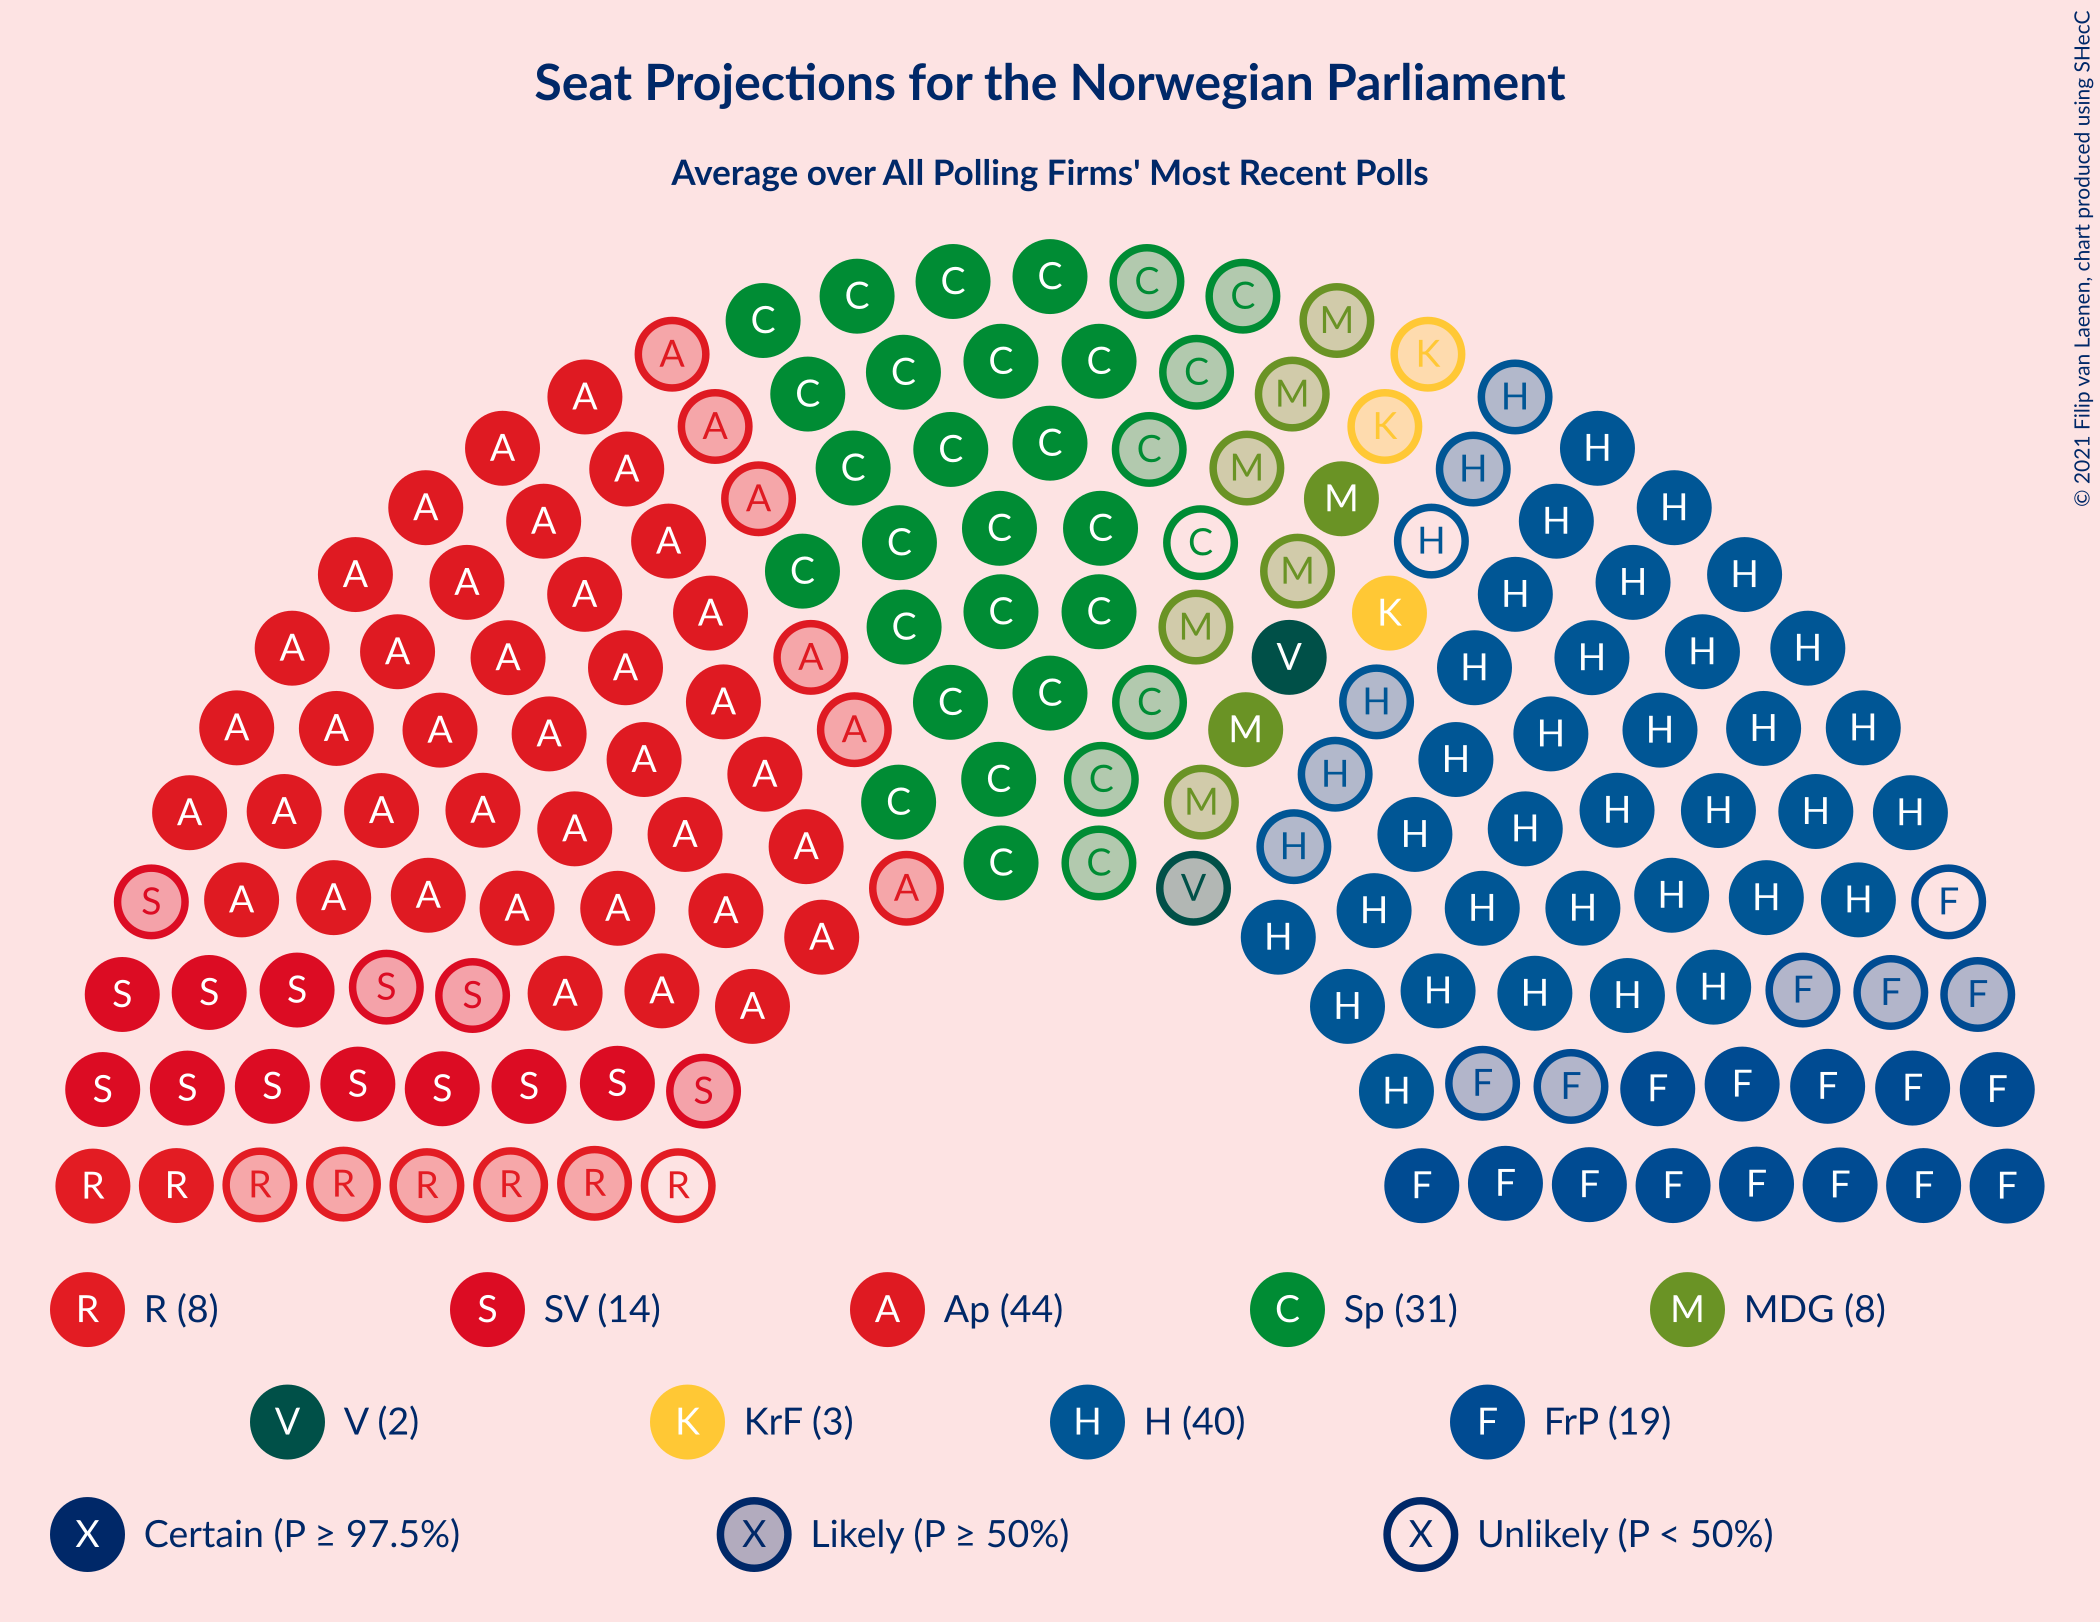 Seat Projections for the Norwegian Parliament
Average over All Polling Firms' Most Recent Polls
© 2021 Filip van Laenen, chart produced using SHecC
C
C C
C C
C M
A K
C C
C C
C M
A H
A K
C
A C C H
A C M H
A M
A H
A H
C C
A C C H
A C M H
A H
A H
A C C K
C M
A H
A H
A A V H
A H
C
A C C H
A A A A A M H H H H
A H
A C C H
C M
A A A A H H H H
A A H H
A H
C C
A V
S A A A A A A H H H H H H F
A H
S S S S S A A A H H H H H F F F
S S S S S S S S H F F F F F F F
R R R R R R R R F F F F F F F F
R R (8) S SV (14) A Ap (44) C Sp (31) M MDG (8)
V V (2) K KrF (3) H H (40) F FrP (19)
X Certain (P ≥ 97.5%) X Likely (P ≥ 50%) X Unlikely (P < 50%)